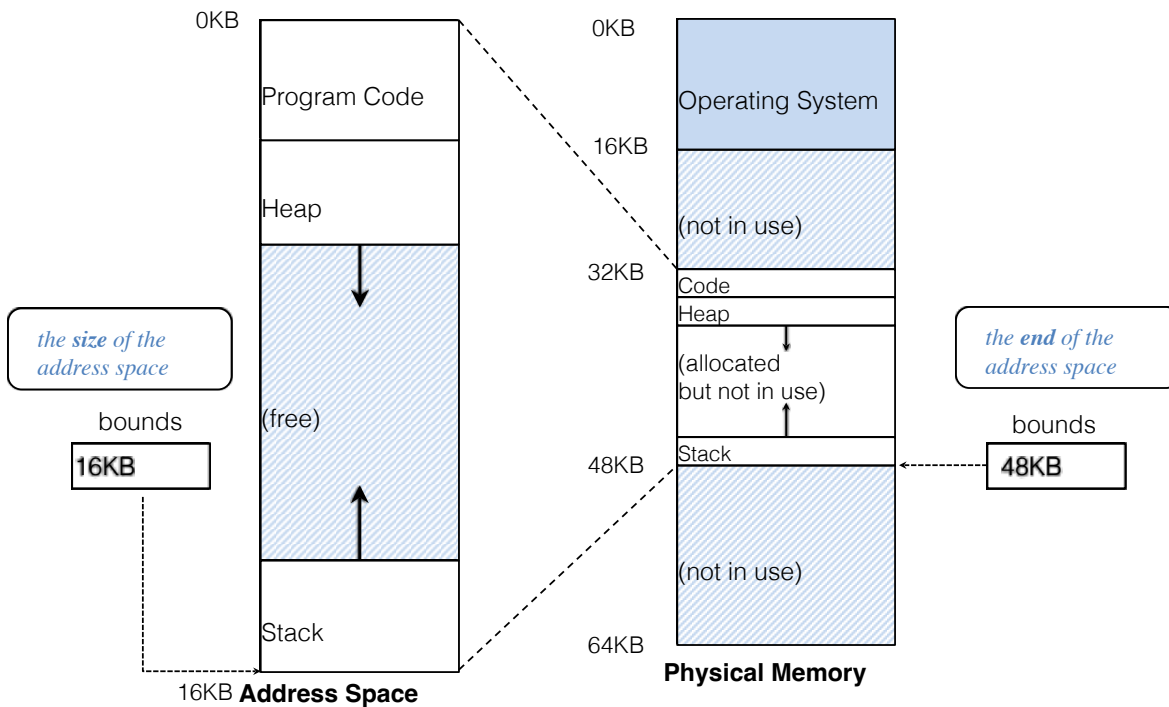 0KB
Program Code
Heap
(free)
Stack
16KB
Address Space
the size of the
address space
bounds
16KB
0KB
Operating System
16KB
(not in use)
32KB
Code
Heap
(allocated
but not in use)
Stack
48KB
(not in use)
64KB
Physical Memory
the end of the
address space
bounds
48KB